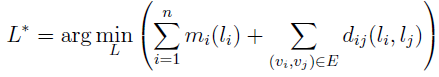 L* = arg min_L ( ∑_{i=1}^{n} m_i(l_i) + ∑_{(v_i,v_j)∈E} d_{ij}(l_i, l_j) )